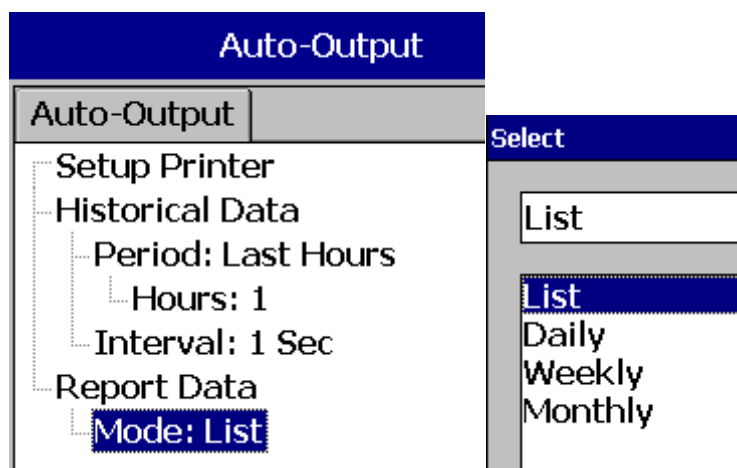 Auto-Output
Auto-Output
Setup Printer
Historical Data
Period: Last Hours
Hours: 1
Interval: 1 Sec
Report Data
Mode: List
Select
List
List
Daily
Weekly
Monthly